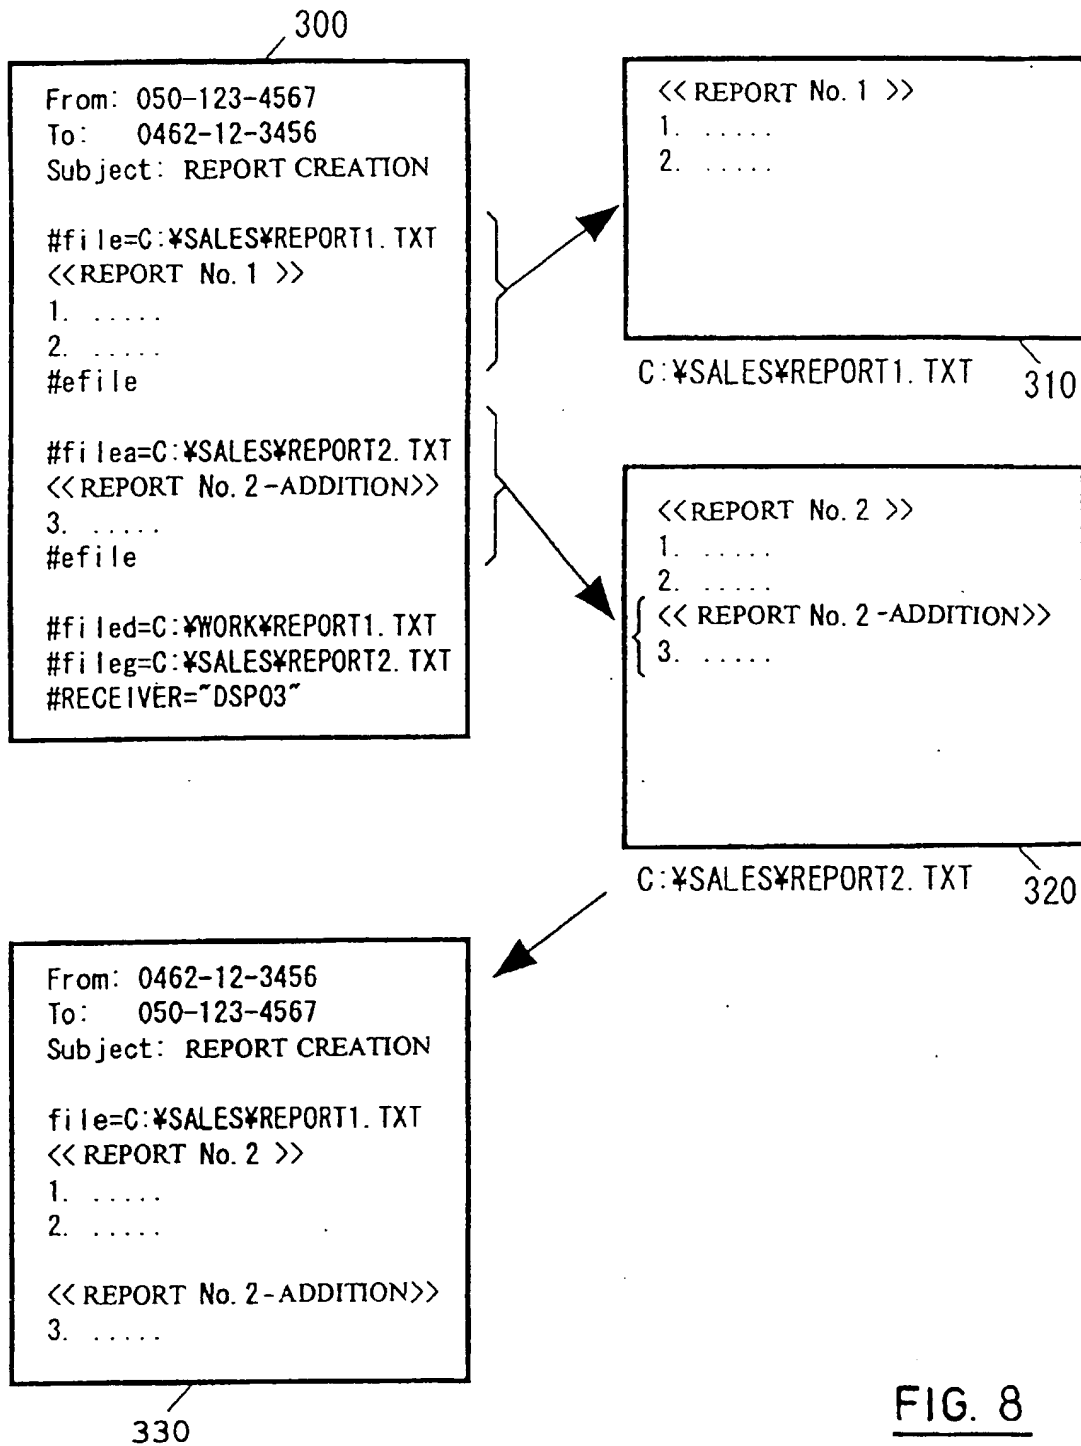 300
From: 050-123-4567
To: 0462-12-3456
Subject: REPORT CREATION
#file=C:¥SALES¥REPORT1.TXT
<<REPORT No.1 >>
1. .....
2. .....
#efile
#filea=C:¥SALES¥REPORT2.TXT
<<REPORT No.2-ADDITION>>
3. .....
#efile
#filed=C:¥WORK¥REPORT1.TXT
#fileg=C:¥SALES¥REPORT2.TXT
#RECEIVER="DSP03"
<<REPORT No.1 >>
1. .....
2. .....
C:¥SALES¥REPORT1.TXT
310
<<REPORT No.2 >>
1. .....
2. .....
<< REPORT No.2-ADDITION>>
3. .....
C:¥SALES¥REPORT2.TXT
320
From: 0462-12-3456
To: 050-123-4567
Subject: REPORT CREATION
file=C:¥SALES¥REPORT1.TXT
<< REPORT No.2 >>
1. .....
2. .....
<< REPORT No.2-ADDITION>>
3. .....
330
FIG. 8